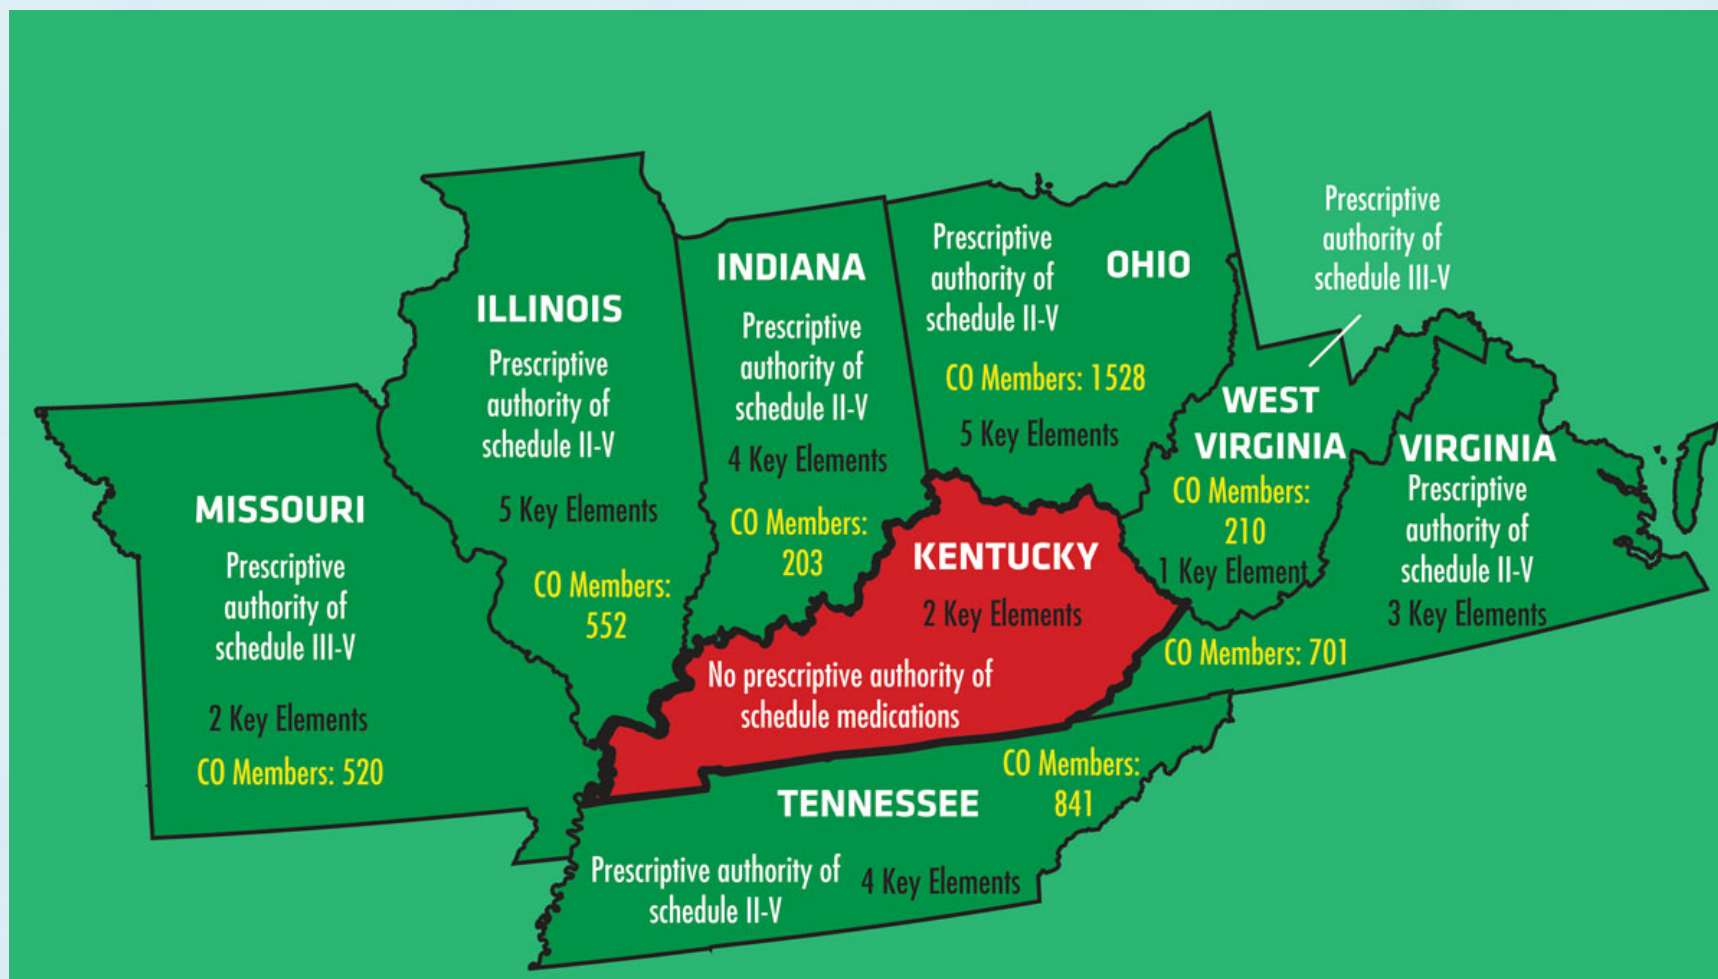 MISSOURI
Prescriptive
authority of
schedule III-V
2 Key Elements
CO Members: 520
ILLINOIS
Prescriptive
authority of
schedule II-V
5 Key Elements
CO Members:
552
INDIANA
Prescriptive
authority of
schedule II-V
4 Key Elements
CO Members:
203
Prescriptive
authority of
schedule II-V
OHIO
CO Members: 1528
5 Key Elements
Prescriptive
authority of
schedule III-V
WEST
VIRGINIA
CO Members:
210
1 Key Element
VIRGINIA
Prescriptive
authority of
schedule II-V
3 Key Elements
CO Members: 701
KENTUCKY
2 Key Elements
No prescriptive authority of
schedule medications
TENNESSEE
CO Members:
841
Prescriptive authority of
schedule II-V
4 Key Elements